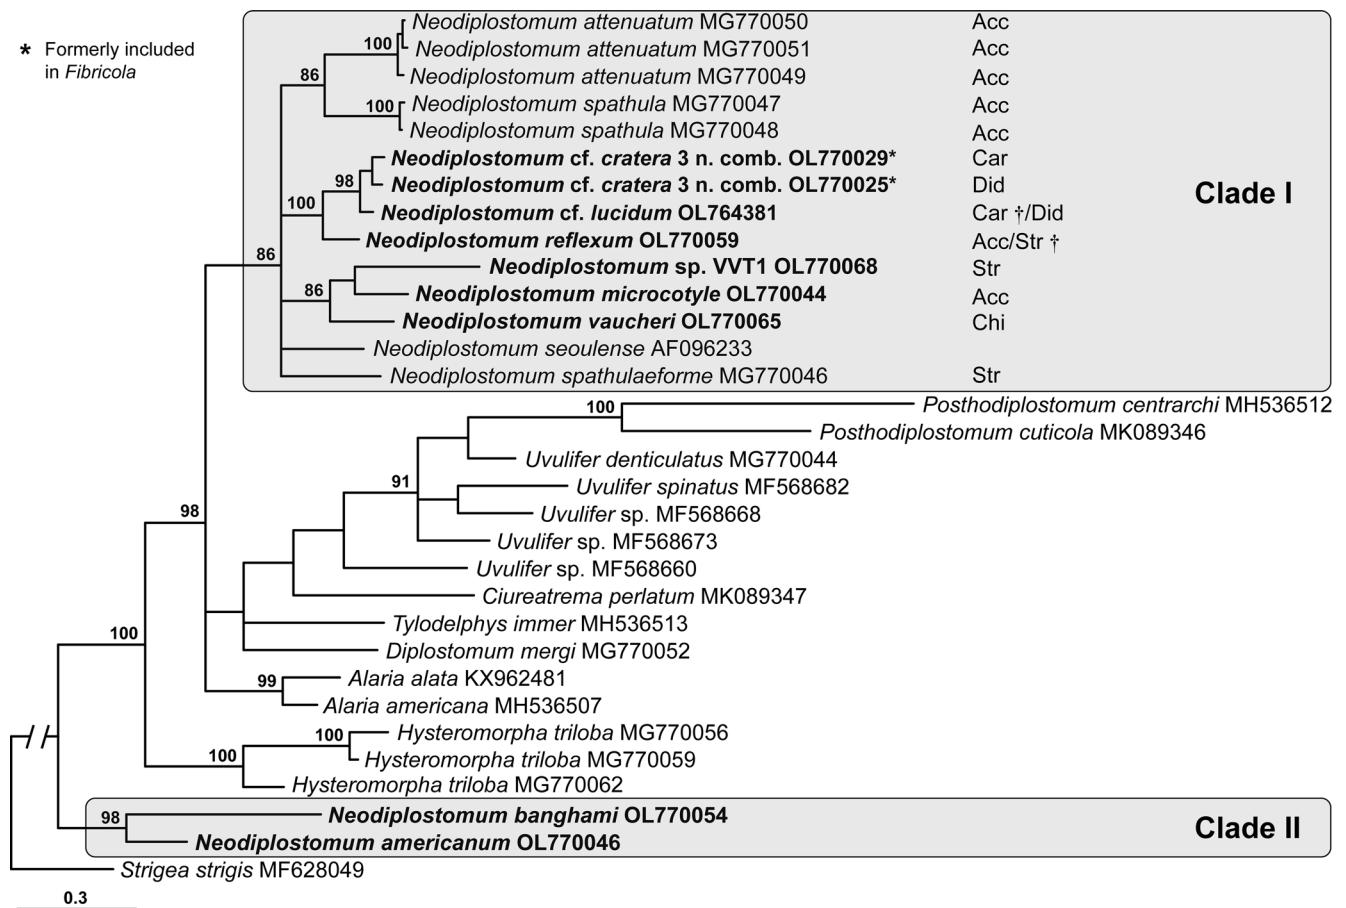 * Formerly included
in Fibricola
Neodiplostomum attenuatum MG770050 Acc
100 Neodiplostomum attenuatum MG770051 Acc
86 Neodiplostomum attenuatum MG770049 Acc
100 Neodiplostomum spathula MG770047 Acc
Neodiplostomum spathula MG770048 Acc
Neodiplostomum cf. cratera 3 n. comb. OL770029* Car
98 Neodiplostomum cf. cratera 3 n. comb. OL770025* Did
Clade I
100 Neodiplostomum cf. lucidum OL764381 Car †/Did
Neodiplostomum reflexum OL770059 Acc/Str †
86
Neodiplostomum sp. VVT1 OL770068 Str
86 Neodiplostomum microcotyle OL770044 Acc
Neodiplostomum vaucheri OL770065 Chi
Neodiplostomum seoulense AF096233
Neodiplostomum spathulaeforme MG770046 Str
100 Posthodiplostomum centrarchi MH536512
Posthodiplostomum cuticola MK089346
Uvulifer denticulatus MG770044
91 Uvulifer spinatus MF568682
98 Uvulifer sp. MF568668
Uvulifer sp. MF568673
Uvulifer sp. MF568660
Ciureatrema perlatum MK089347
Tylodelphys immer MH536513
100
Diplostomum mergi MG770052
99 Alaria alata KX962481
Alaria americana MH536507
100 Hysteromorpha triloba MG770056
100 Hysteromorpha triloba MG770059
Hysteromorpha triloba MG770062
98 Neodiplostomum banghami OL770054
Clade II
Neodiplostomum americanum OL770046
Strigea strigis MF628049
0.3